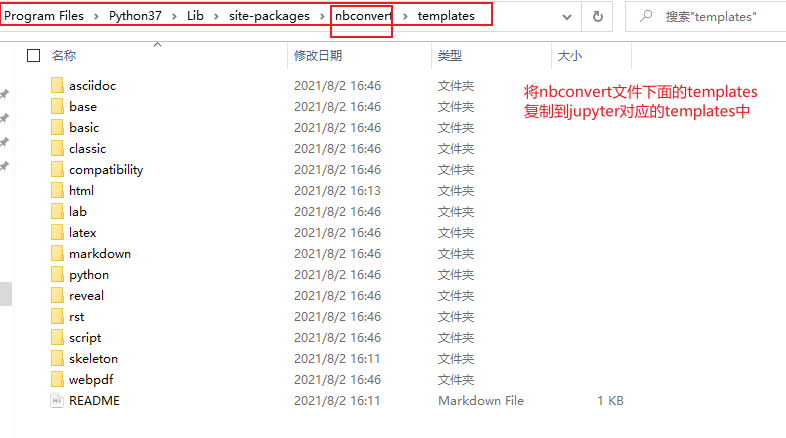 Program Files > Python37 > Lib > site-packages > nbconvert > templates
搜索"templates"
名称 修改日期 类型 大小
asciidoc 2021/8/2 16:46 文件夹
base 2021/8/2 16:46 文件夹
basic 2021/8/2 16:46 文件夹
classic 2021/8/2 16:46 文件夹
compatibility 2021/8/2 16:46 文件夹
html 2021/8/2 16:13 文件夹
lab 2021/8/2 16:46 文件夹
latex 2021/8/2 16:46 文件夹
markdown 2021/8/2 16:46 文件夹
python 2021/8/2 16:46 文件夹
reveal 2021/8/2 16:46 文件夹
rst 2021/8/2 16:46 文件夹
script 2021/8/2 16:46 文件夹
skeleton 2021/8/2 16:11 文件夹
webpdf 2021/8/2 16:46 文件夹
README 2021/8/2 16:11 Markdown File 1 KB
将nbconvert文件下面的templates
复制到jupyter对应的templates中